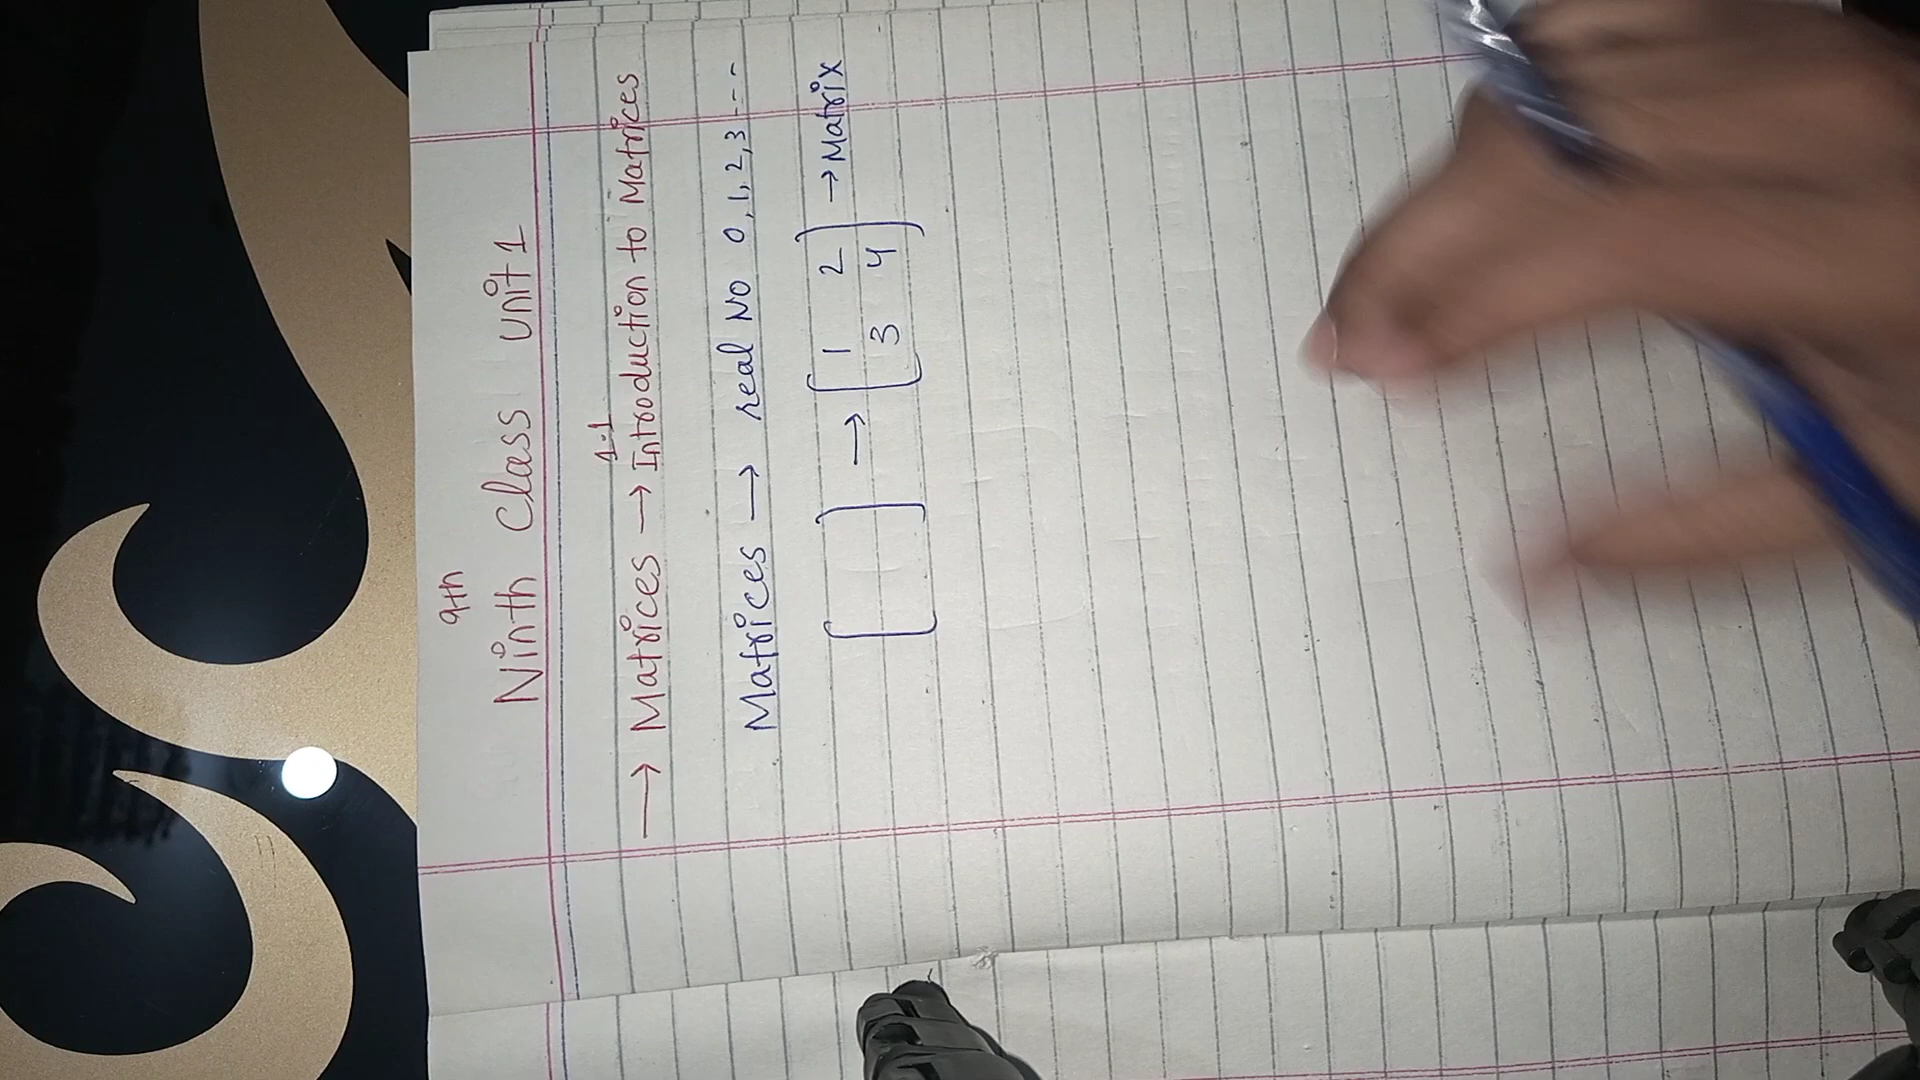 9th
Ninth Class Unit 1
1.1
→ Matrices → Introduction to Matrices
Matrices → real No 0,1,2,3---
[ ] → [1 2
3 4] → Matrix